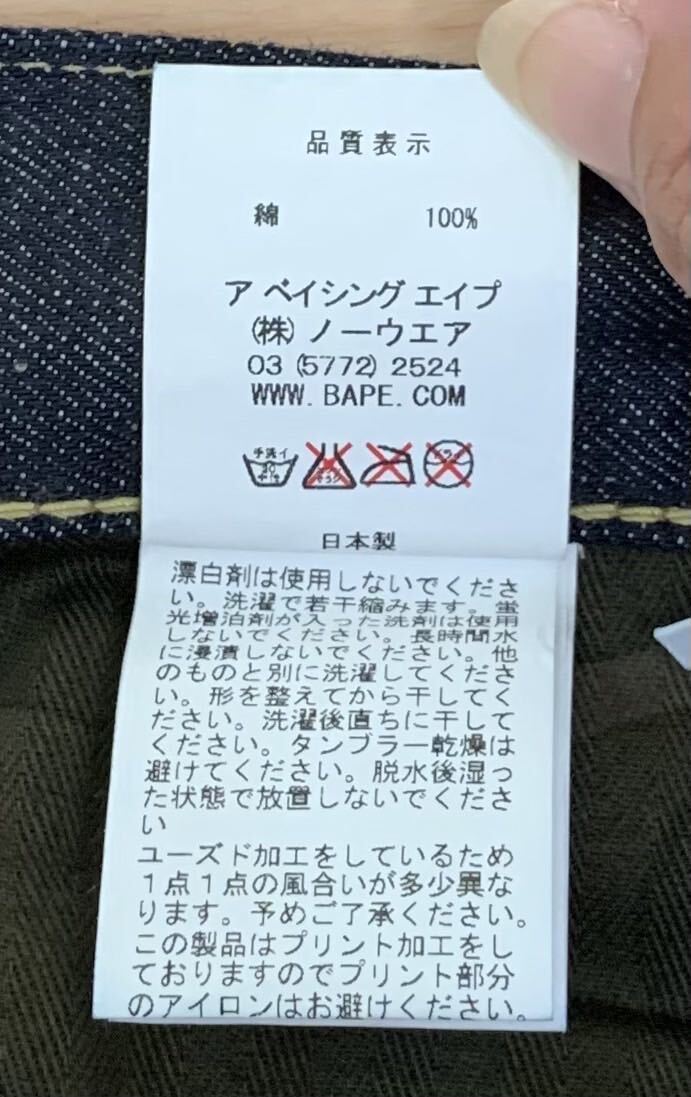 品質表示
綿 100%
ア ベイシング エイプ
(株) ノーウエア
03 (5772) 2524
WWW. BAPE. COM
手洗イ
30
中性
日本製
漂白剤は使用しないでくださ
い。洗濯で若干縮みます。蛍
光増泊剤が入った洗剤は使用
しないでください。長時間水
に浸漬しないでください。他
のものと別に洗濯してくださ
い。形を整えてから干してく
ださい。洗濯後直ちに干して
ください。タンブラー乾燥は
避けてください。脱水後湿っ
た状態で放置しないでくださ
い
ユーズド加工をしているため
１点１点の風合いが多少異な
ります。予めご了承ください。
この製品はプリント加工をし
ておりますのでプリント部分
のアイロンはお避けください。